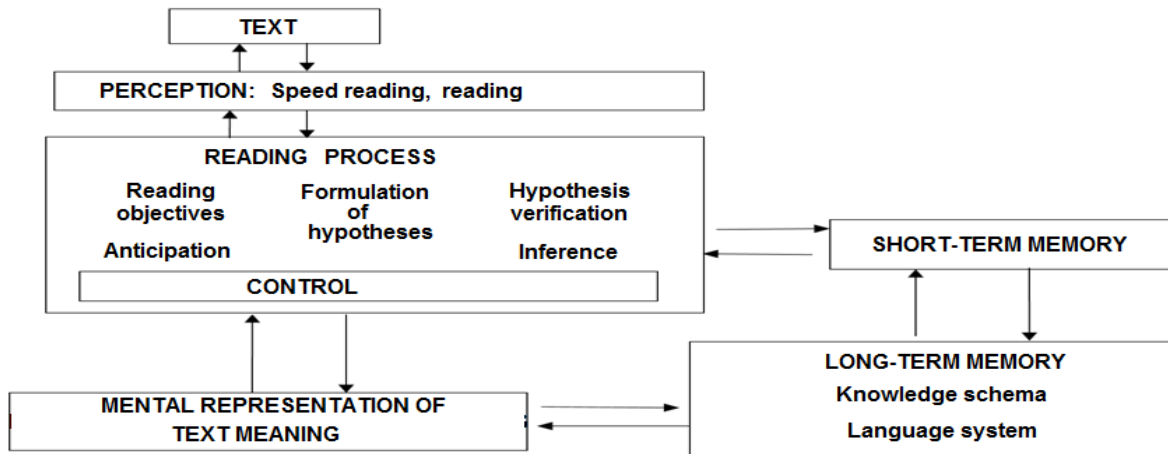 TEXT
PERCEPTION: Speed reading, reading
READING PROCESS
Reading
objectives
Formulation
of
hypotheses
Hypothesis
verification
Anticipation
Inference
CONTROL
SHORT-TERM MEMORY
LONG-TERM MEMORY
Knowledge schema
Language system
MENTAL REPRESENTATION OF
TEXT MEANING